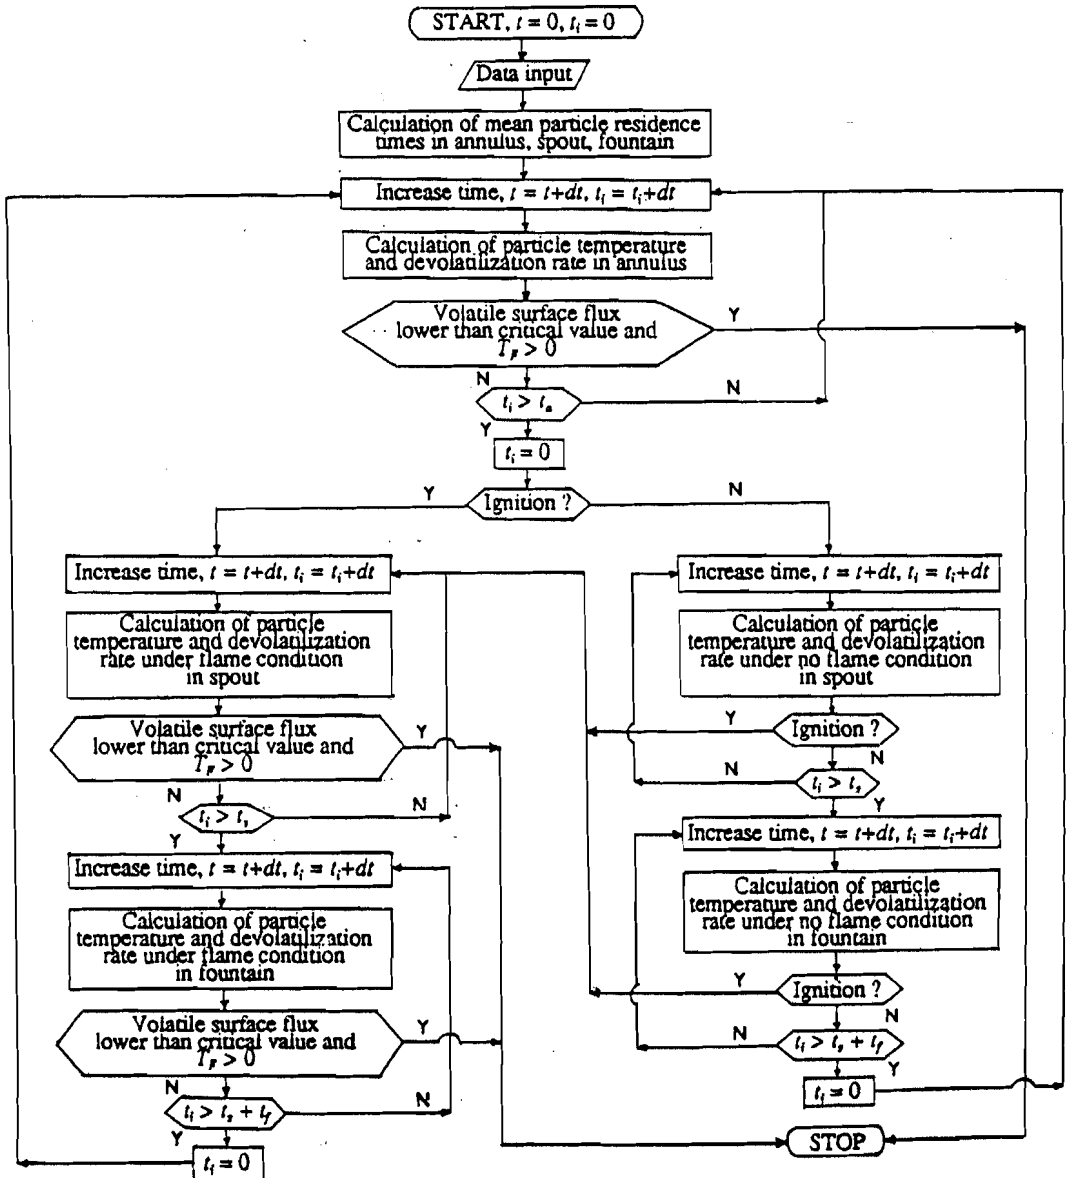 START, t = 0, t_i = 0
Data input
Calculation of mean particle residence
times in annulus, spout, fountain
Increase time, t = t+dt, t_i = t_i+dt
Calculation of particle temperature
and devolatilization rate in annulus
Volatile surface flux
lower than critical value and
T_F > 0
Y
N
t_i > t_a
N
Y
t_i = 0
Y
Ignition ?
N
Increase time, t = t+dt, t_i = t_i+dt
Calculation of particle
temperature and devolatilization
rate under flame condition
in spout
Volatile surface flux
lower than critical value and
T_F > 0
Y
N
t_i > t_s
N
Y
Increase time, t = t+dt, t_i = t_i+dt
Calculation of particle
temperature and devolatilization
rate under flame condition
in fountain
Volatile surface flux
lower than critical value and
T_F > 0
Y
N
t_i > t_s + t_f
N
Y
t_i = 0
Increase time, t = t+dt, t_i = t_i+dt
Calculation of particle
temperature and devolatilization
rate under no flame condition
in spout
Y
Ignition ?
N
N
t_i > t_s
Y
Increase time, t = t+dt, t_i = t_i+dt
Calculation of particle
temperature and devolatilization
rate under no flame condition
in fountain
Y
Ignition ?
N
N
t_i > t_s + t_f
Y
t_i = 0
STOP